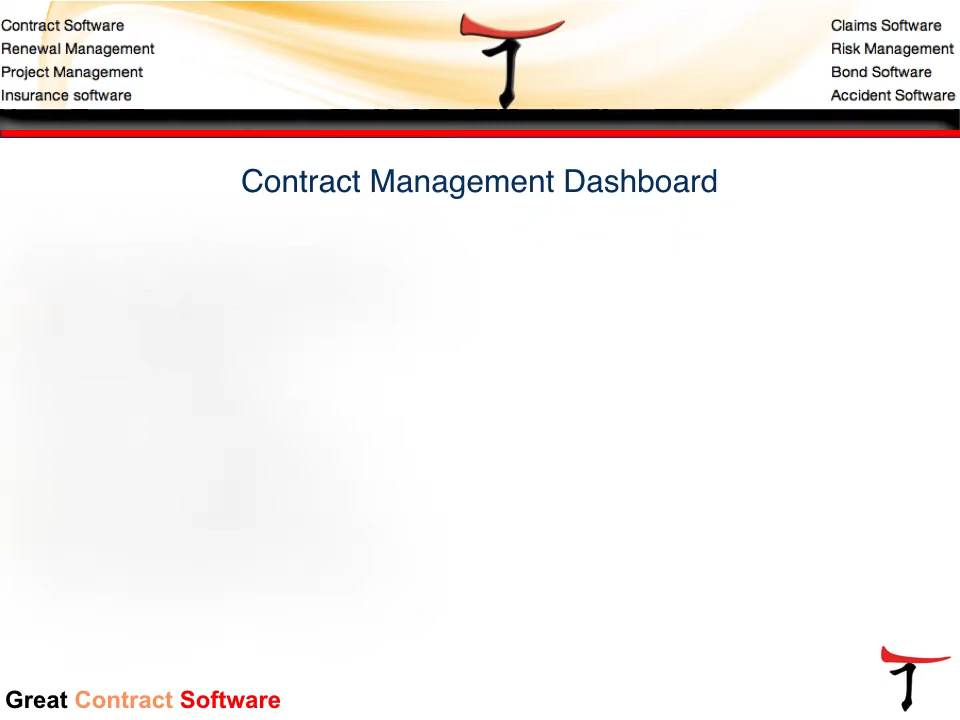 Contract Software
Renewal Management
Project Management
Insurance software
Claims Software
Risk Management
Bond Software
Accident Software
Contract Management Dashboard
Great Contract Software